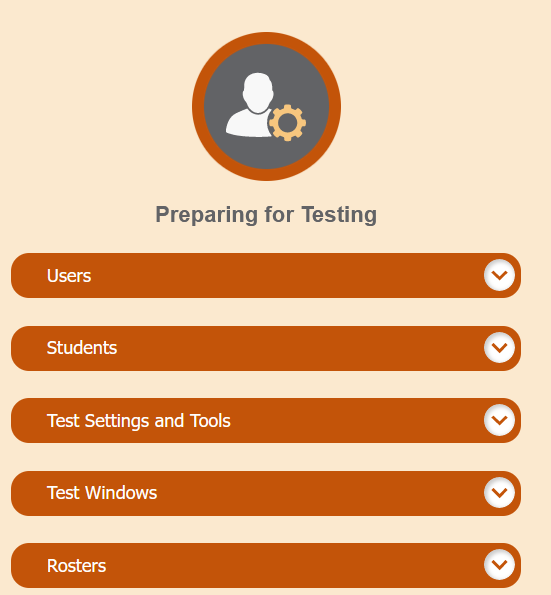 Preparing for Testing
Users
Students
Test Settings and Tools
Test Windows
Rosters